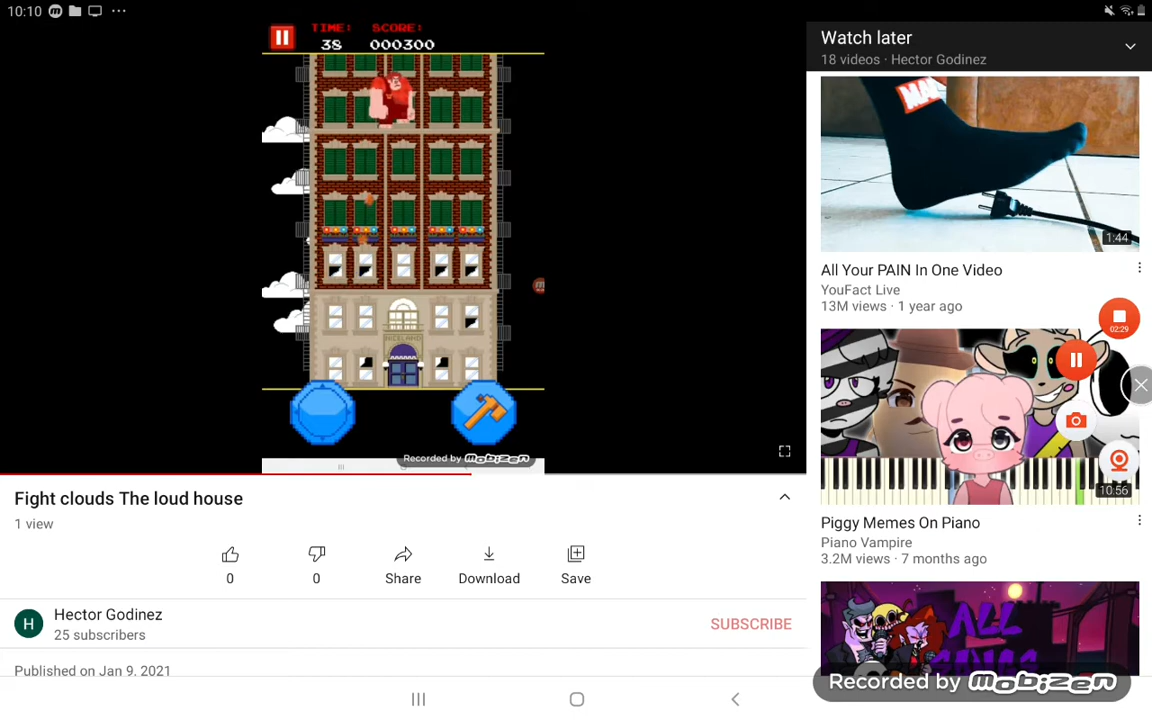 10:10
TIME: SCORE:
38 000300
NICELAND
Recorded by mobizen
Fight clouds The loud house
1 view
0 0 Share Download Save
H Hector Godinez
25 subscribers
SUBSCRIBE
Published on Jan 9, 2021
Watch later
18 videos · Hector Godinez
1:44
All Your PAIN In One Video
YouFact Live
13M views · 1 year ago
02:29
10:56
Piggy Memes On Piano
Piano Vampire
3.2M views · 7 months ago
ALL
Recorded by mobizen